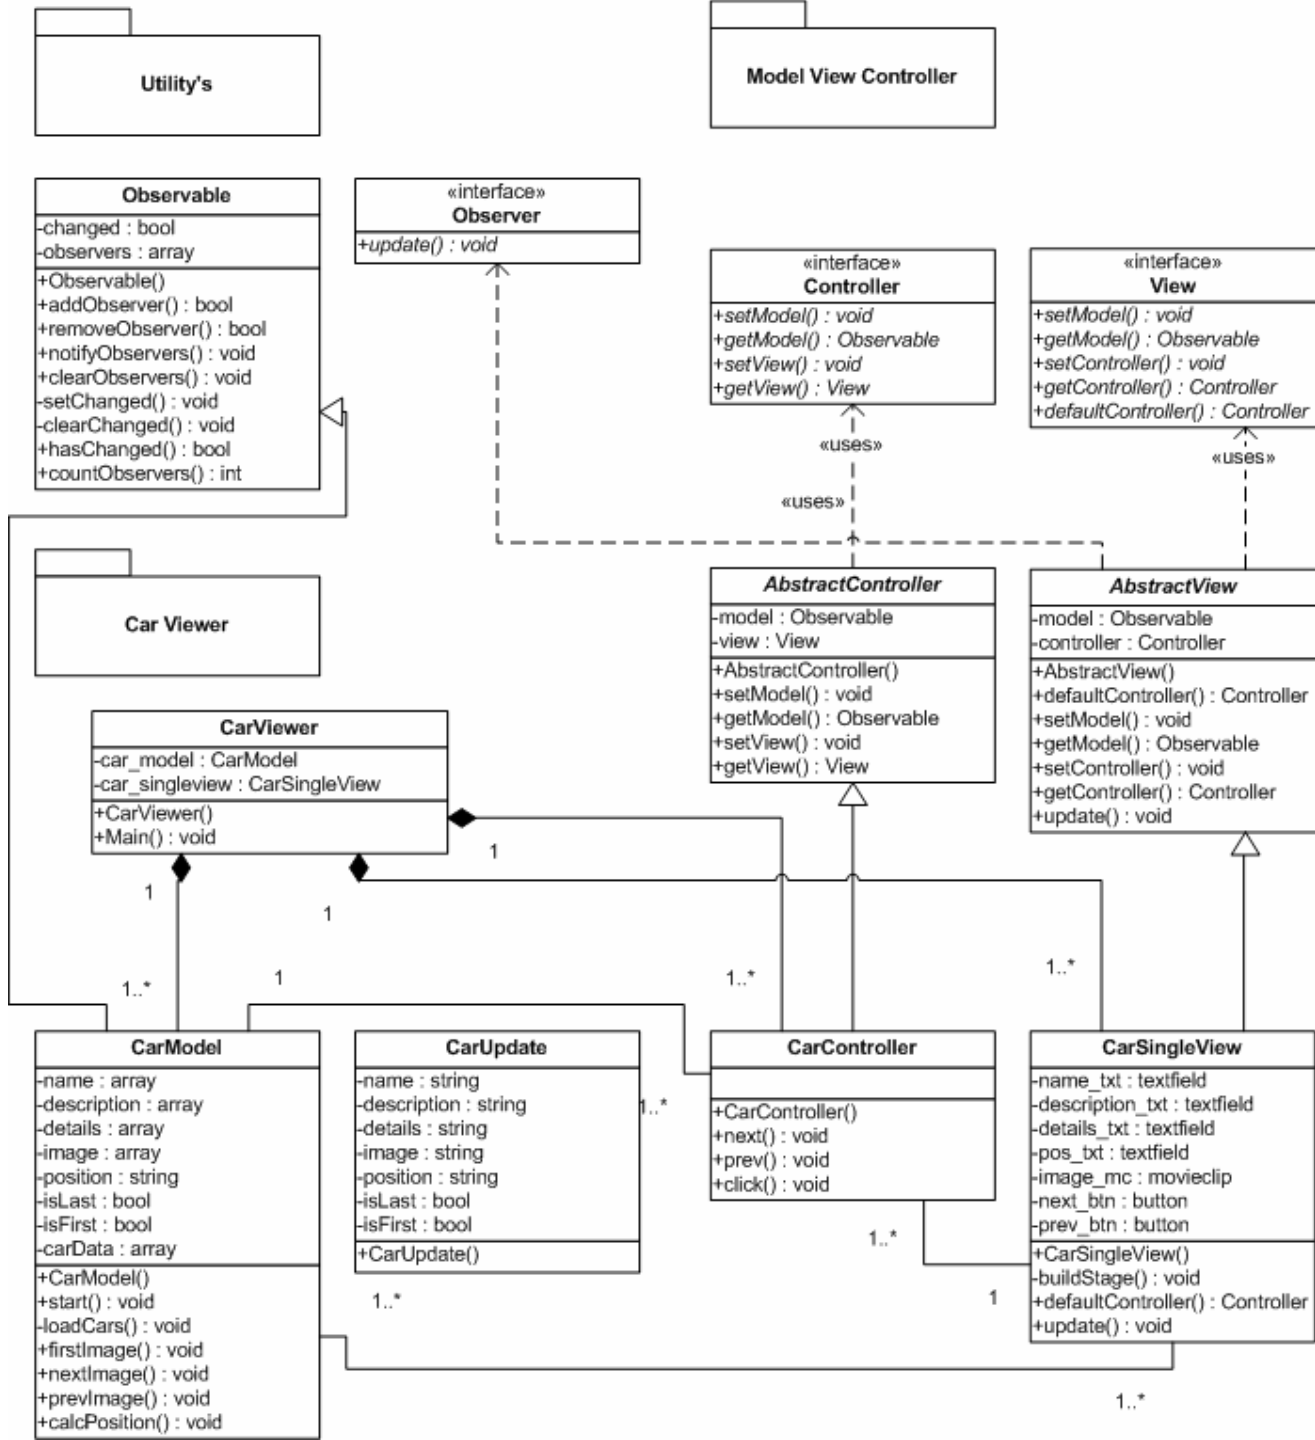 Utility's
Model View Controller
Observable
-changed : bool
-observers : array
+Observable()
+addObserver() : bool
+removeObserver() : bool
+notifyObservers() : void
+clearObservers() : void
-setChanged() : void
-clearChanged() : void
+hasChanged() : bool
+countObservers() : int
«interface»
Observer
+update() : void
«interface»
Controller
+setModel() : void
+getModel() : Observable
+setView() : void
+getView() : View
«interface»
View
+setModel() : void
+getModel() : Observable
+setController() : void
+getController() : Controller
+defaultController() : Controller
«uses»
«uses»
«uses»
Car Viewer
AbstractController
-model : Observable
-view : View
+AbstractController()
+setModel() : void
+getModel() : Observable
+setView() : void
+getView() : View
AbstractView
-model : Observable
-controller : Controller
+AbstractView()
+defaultController() : Controller
+setModel() : void
+getModel() : Observable
+setController() : void
+getController() : Controller
+update() : void
CarViewer
-car_model : CarModel
-car_singleview : CarSingleView
+CarViewer()
+Main() : void
1
1
1
1..*
1
1..*
1..*
CarModel
-name : array
-description : array
-details : array
-image : array
-position : string
-isLast : bool
-isFirst : bool
-carData : array
+CarModel()
+start() : void
-loadCars() : void
+firstImage() : void
+nextImage() : void
+prevImage() : void
+calcPosition() : void
CarUpdate
-name : string
-description : string
-details : string
-image : string
-position : string
-isLast : bool
-isFirst : bool
+CarUpdate()
1..*
1..*
CarController
+CarController()
+next() : void
+prev() : void
+click() : void
1..*
1
CarSingleView
-name_txt : textfield
-description_txt : textfield
-details_txt : textfield
-pos_txt : textfield
-image_mc : movieclip
-next_btn : button
-prev_btn : button
+CarSingleView()
-buildStage() : void
+defaultController() : Controller
+update() : void
1..*